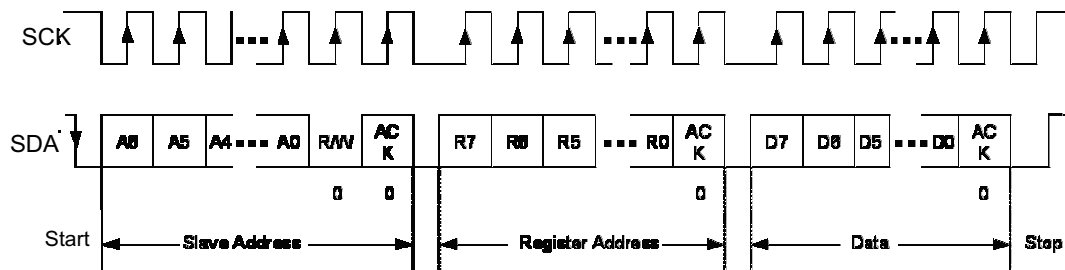 SCK
SDA
A6 A5 A4 A0 R/W AC K R7 R6 R5 R0 AC K D7 D6 D5 D0 AC K
0 0 0 0
Start Slave Address Register Address Data Stop